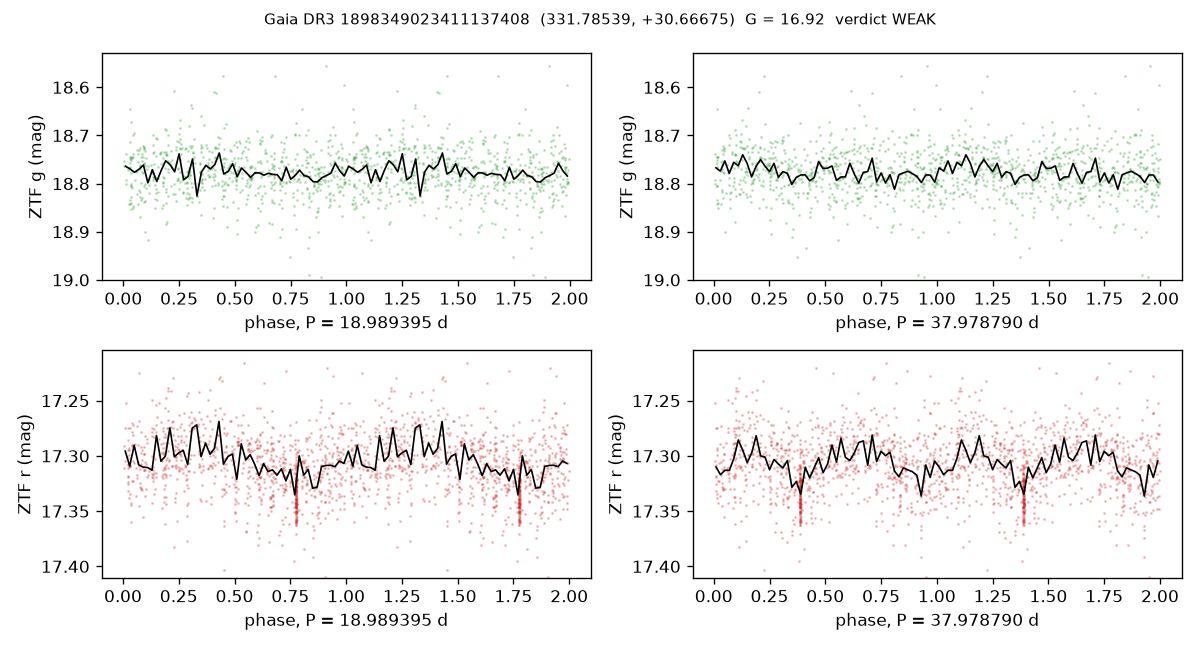 Gaia DR3 1898349023411137408 (331.78539, +30.66675) G = 16.92 verdict WEAK
ZTF g (mag)
18.6
18.7
18.8
18.9
19.0
0.00 0.25 0.50 0.75 1.00 1.25 1.50 1.75 2.00
phase, P = 18.989395 d
ZTF g (mag)
18.6
18.7
18.8
18.9
19.0
0.00 0.25 0.50 0.75 1.00 1.25 1.50 1.75 2.00
phase, P = 37.978790 d
ZTF r (mag)
17.25
17.30
17.35
17.40
0.00 0.25 0.50 0.75 1.00 1.25 1.50 1.75 2.00
phase, P = 18.989395 d
ZTF r (mag)
17.25
17.30
17.35
17.40
0.00 0.25 0.50 0.75 1.00 1.25 1.50 1.75 2.00
phase, P = 37.978790 d